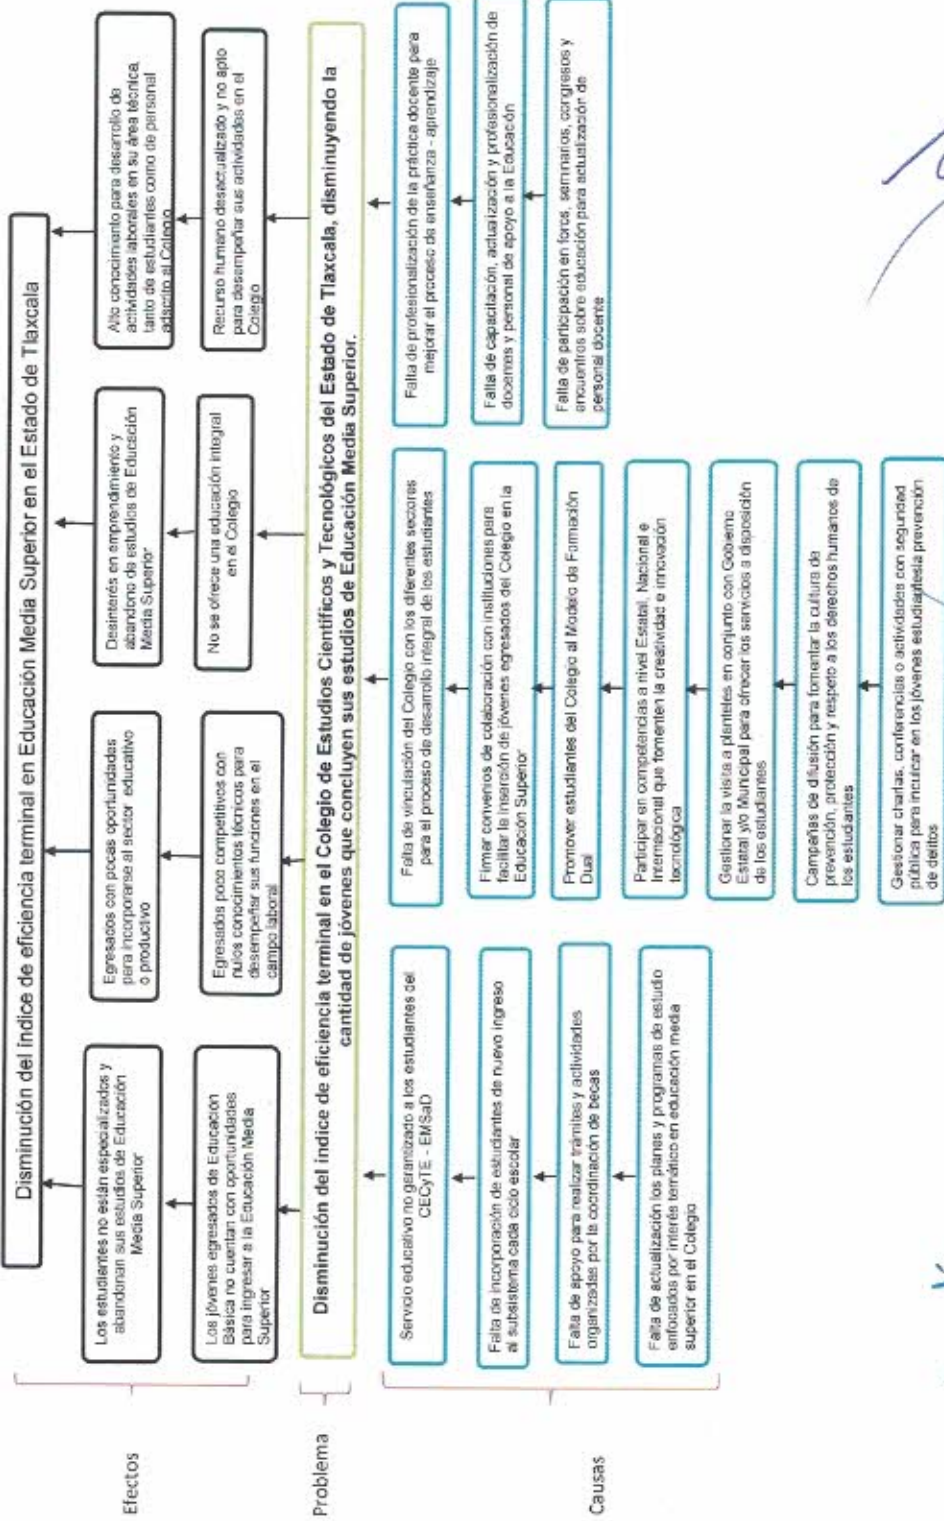 Disminución del índice de eficiencia terminal en Educación Media Superior en el Estado de Tlaxcala
Efectos
Los estudiantes no están especializados y
abandonan sus estudios de Educación
Media Superior
Egresados con pocas oportunidades
para incorporarse al sector educativo
o productivo
Desinterés en emprendimiento y
abandono de estudios de Educación
Media Superior
Alto conocimiento para desarrollo de
actividades laborales en su área técnica,
tanto de estudiantes como de personal
adscrito al Colegio
Los jóvenes egresados de Educación
Básica no cuentan con oportunidades
para ingresar a la Educación Media
Superior
Egresados poco competitivos con
nulos conocimientos técnicos para
desempeñar sus funciones en el
campo laboral
No se ofrece una educación integral
en el Colegio
Recurso humano desactualizado y no apto
para desempeñar sus actividades en el
Colegio
Problema
Disminución del índice de eficiencia terminal en el Colegio de Estudios Científicos y Tecnológicos del Estado de Tlaxcala, disminuyendo la
cantidad de jóvenes que concluyen sus estudios de Educación Media Superior.
Causas
Servicio educativo no garantizado a los estudiantes del
CECyTE - EMSaD
Falta de incorporación de estudiantes de nuevo ingreso
al subsistema cada ciclo escolar
Falta de apoyo para realizar trámites y actividades
organizadas por la coordinación de becas
Falta de actualización los planes y programas de estudio
enfocados por interés temático en educación media
superior en el Colegio
Falta de vinculación del Colegio con los diferentes sectores
para el proceso de desarrollo integral de los estudiantes
Firmar convenios de colaboración con instituciones para
facilitar la inserción de jóvenes egresados del Colegio en la
Educación Superior
Promover estudiantes del Colegio al Modelo de Formación
Dual
Participar en competencias a nivel Estatal, Nacional e
Internacional que fomenten la creatividad e innovación
tecnológica
Gestionar la visita a planteles en conjunto con Gobierno
Estatal y/o Municipal para ofrecer los servicios a disposición
de los estudiantes
Campañas de difusión para fomentar la cultura de
prevención, protección y respeto a los derechos humanos de
los estudiantes
Gestionar charlas, conferencias o actividades con seguridad
pública para inculcar en los jóvenes estudiantesla prevención
de delitos
Falta de profesionalización de la práctica docente para
mejorar el proceso de enseñanza - aprendizaje
Falta de capacitación, actualización y profesionalización de
docentes y personal de apoyo a la Educación
Falta de participación en foros, seminarios, congresos y
encuentros sobre educación para actualización de
personal docente